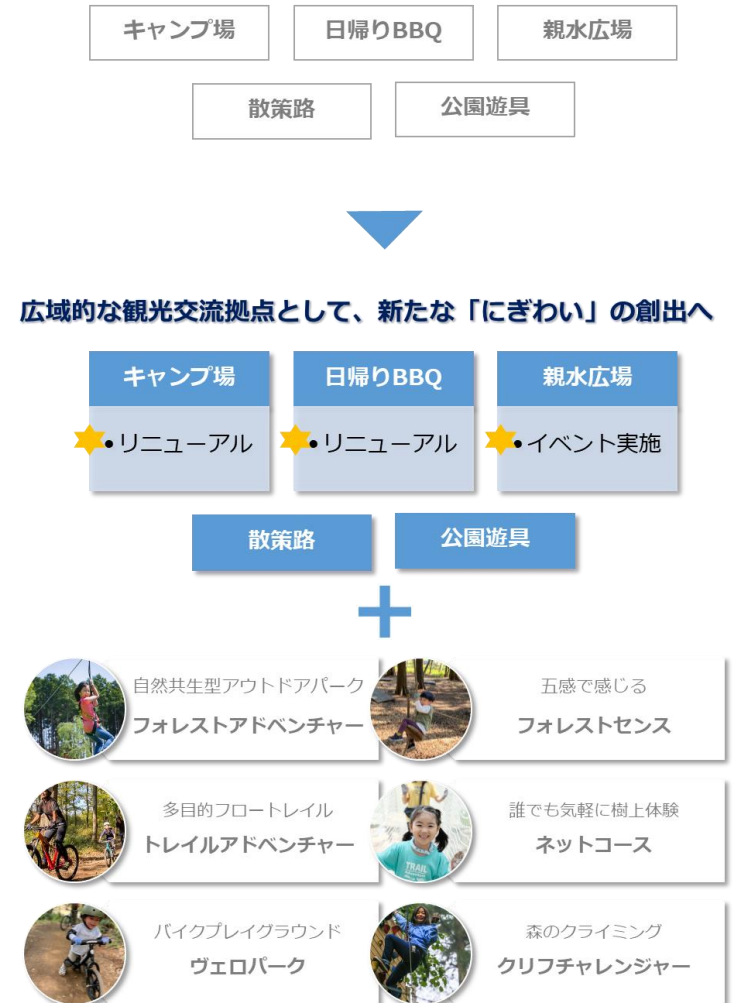 キャンプ場
日帰りBBQ
親水広場
散策路
公園遊具
広域的な観光交流拠点として、新たな「にぎわい」の創出へ
キャンプ場
•リニューアル
日帰りBBQ
•リニューアル
親水広場
•イベント実施
散策路
公園遊具
+
自然共生型アウトドアパーク
フォレストアドベンチャー
五感で感じる
フォレストセンス
多目的フロートレイル
トレイルアドベンチャー
誰でも気軽に樹上体験
ネットコース
TRAIL
バイクプレイグラウンド
ヴェロパーク
森のクライミング
クリフチャレンジャー